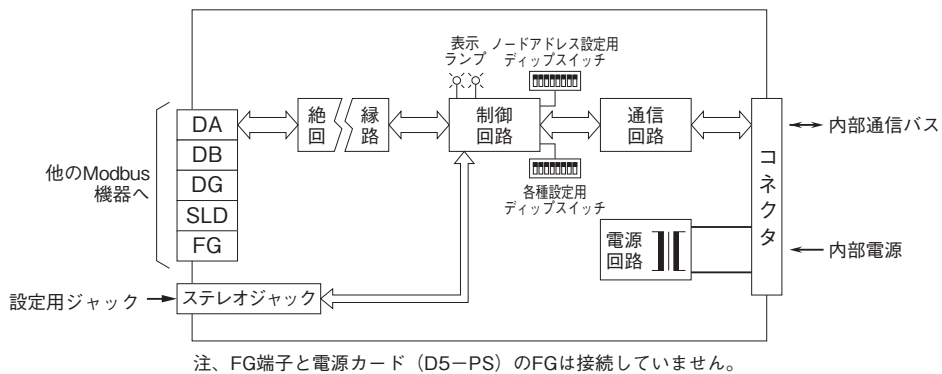 表示
ランプ
ノードアドレス設定用
ディップスイッチ
DA
DB
DG
SLD
FG
他のModbus
機器へ
絶
回
縁
路
制御
回路
通信
回路
コネクタ
内部通信バス
各種設定用
ディップスイッチ
電源
回路
内部電源
設定用ジャック
ステレオジャック
注、FG端子と電源カード（D5－PS）のFGは接続していません。